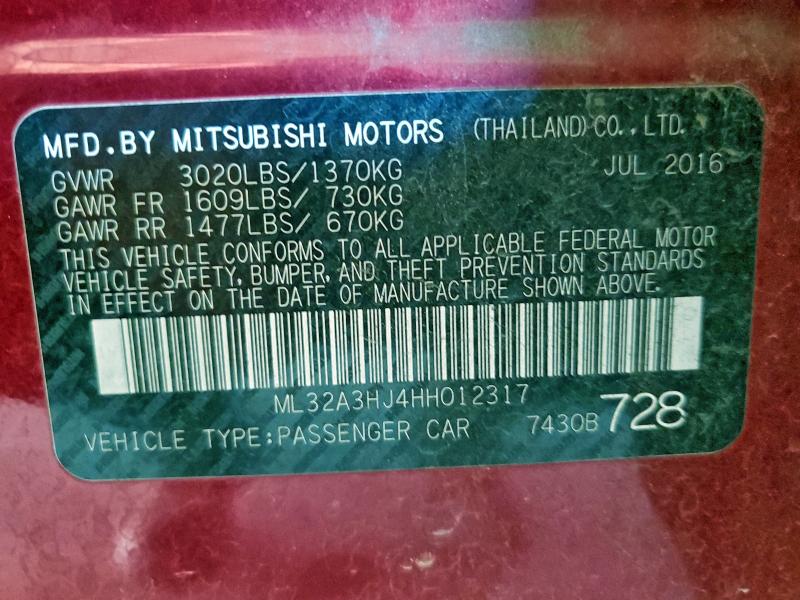 MFD.BY MITSUBISHI MOTORS (THAILAND)CO.,LTD.
GVWR 3020LBS/1370KG JUL 2016
GAWR FR 1609LBS/ 730KG
GAWR RR 1477LBS/ 670KG
THIS VEHICLE CONFORMS TO ALL APPLICABLE FEDERAL MOTOR
VEHICLE SAFETY, BUMPER, AND THEFT PREVENTION STANDARDS
IN EFFECT ON THE DATE OF MANUFACTURE SHOWN ABOVE.
ML32A3HJ4HH012317
VEHICLE TYPE:PASSENGER CAR 7430B 728